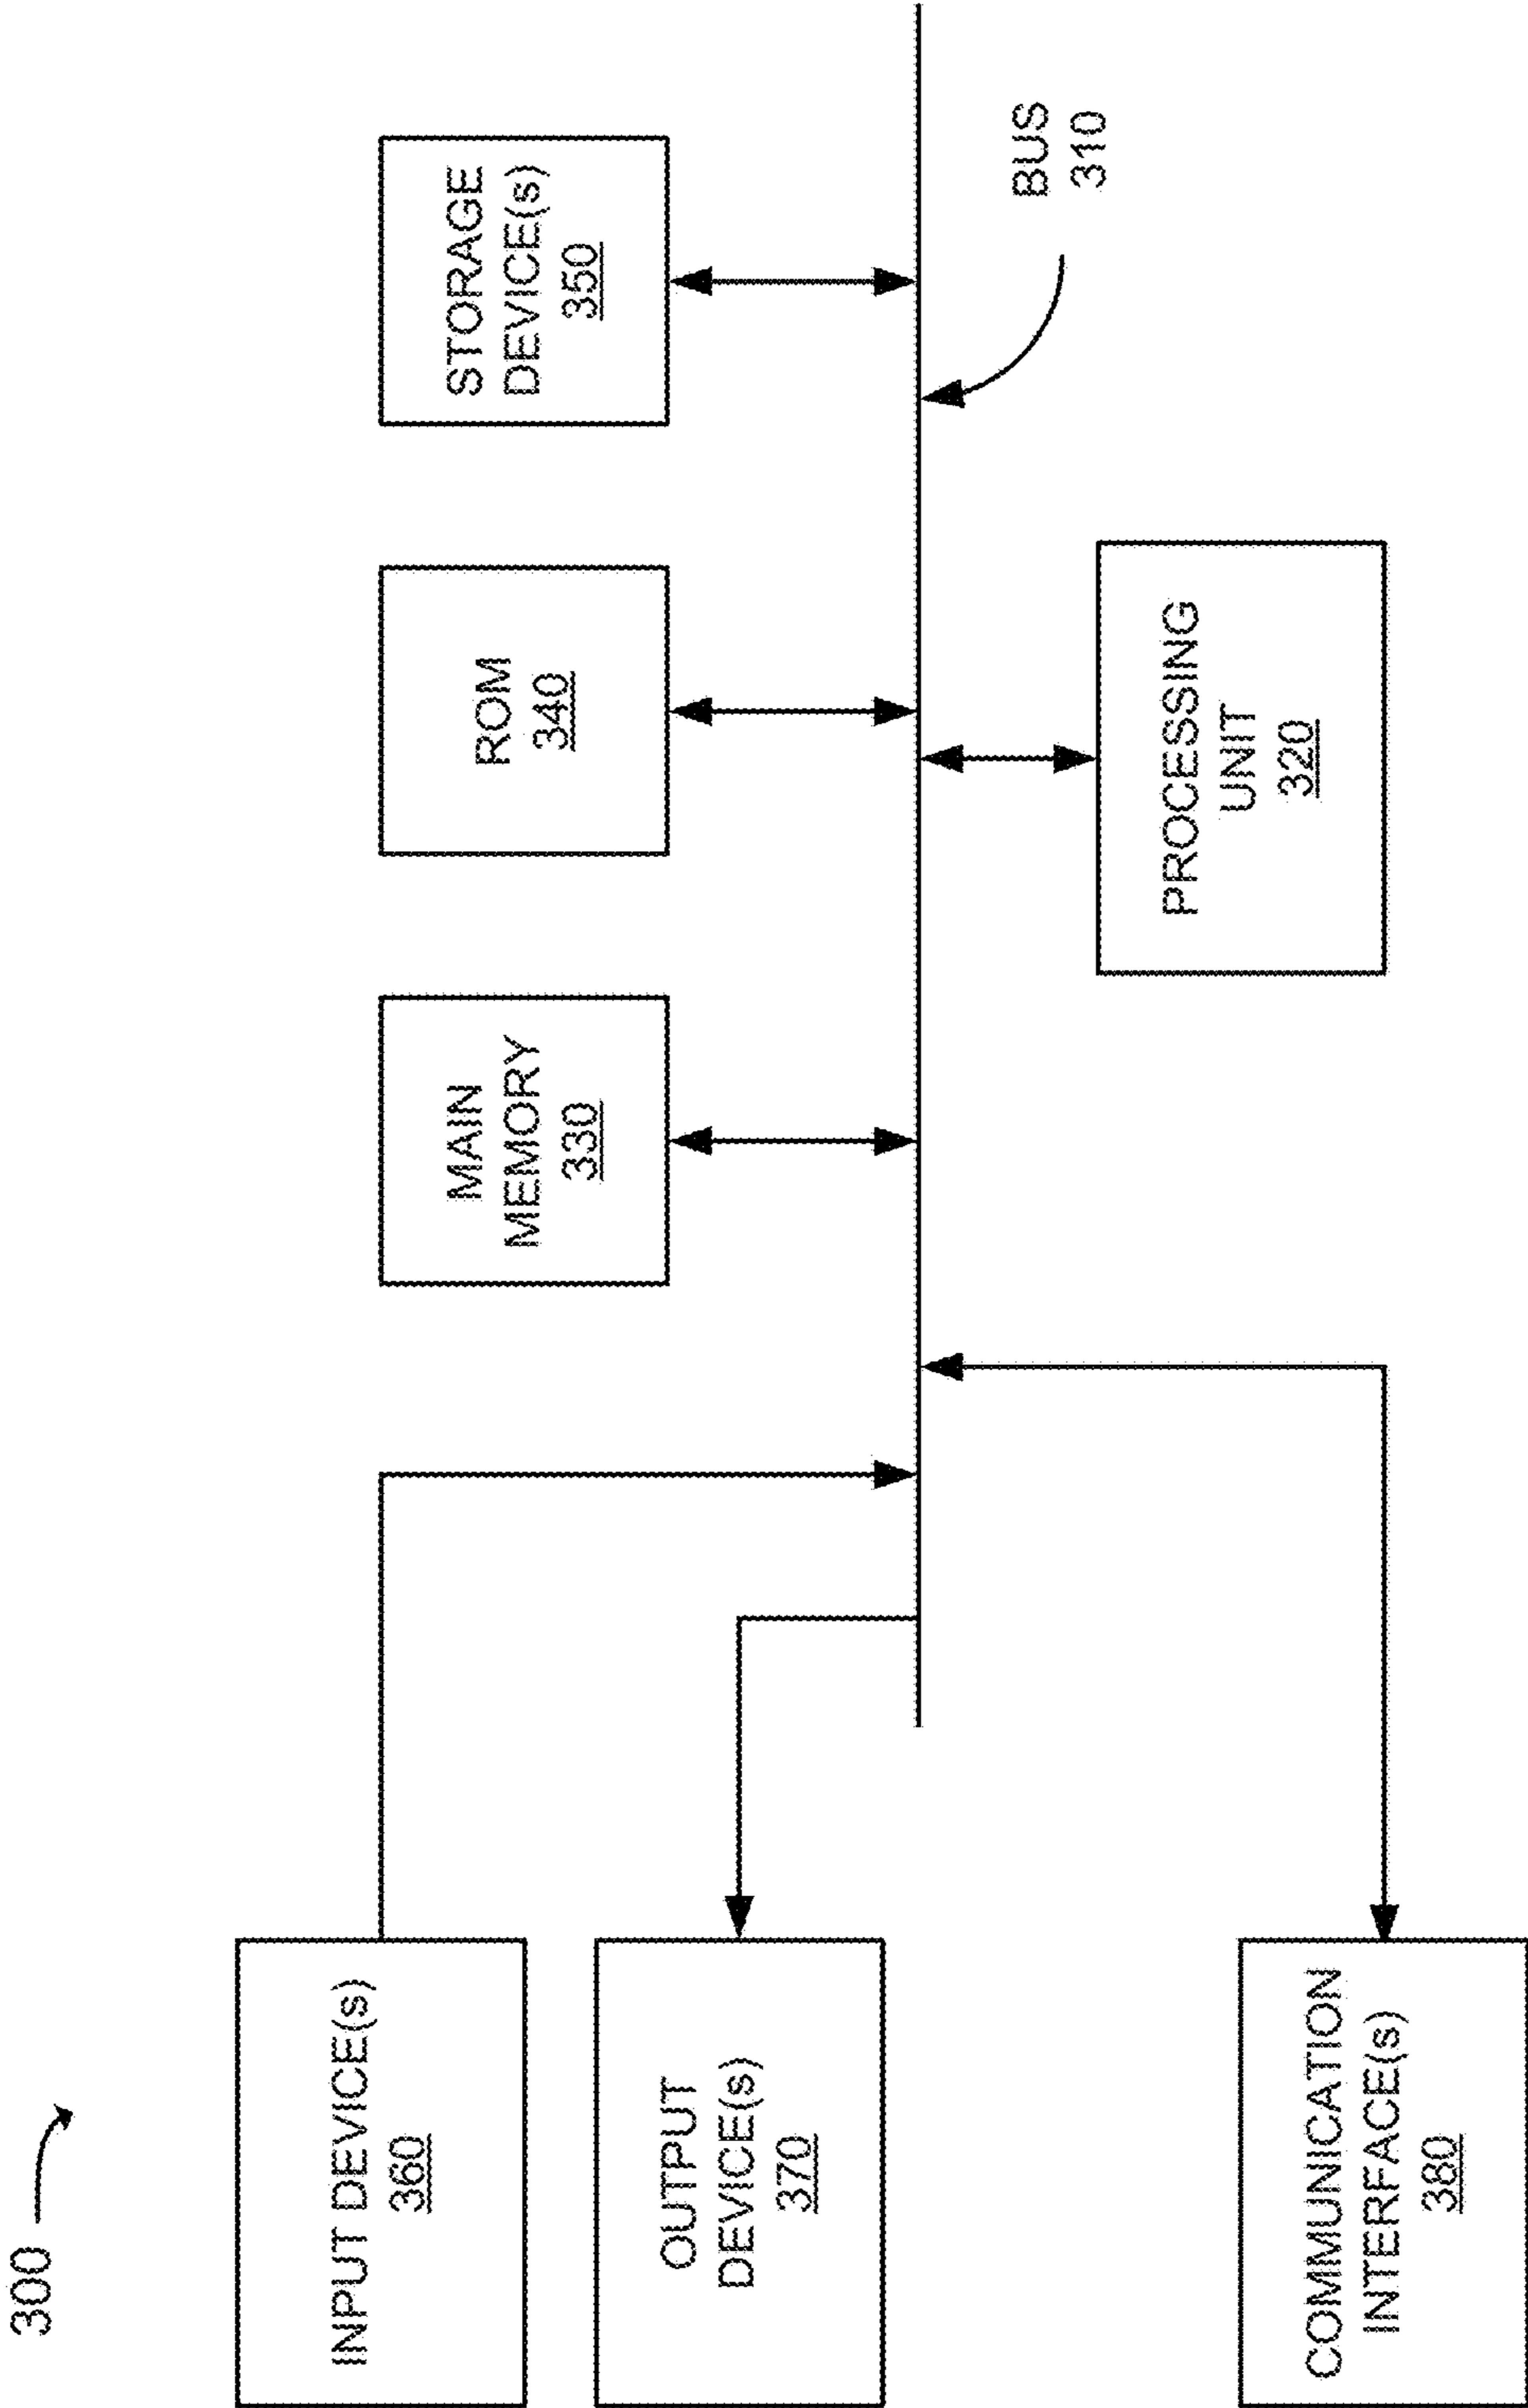 300
INPUT DEVICE(s)
360
OUTPUT
DEVICE(s)
370
COMMUNICATION
INTERFACE(s)
380
MAIN
MEMORY
330
ROM
340
STORAGE
DEVICE(s)
350
PROCESSING
UNIT
320
BUS
310